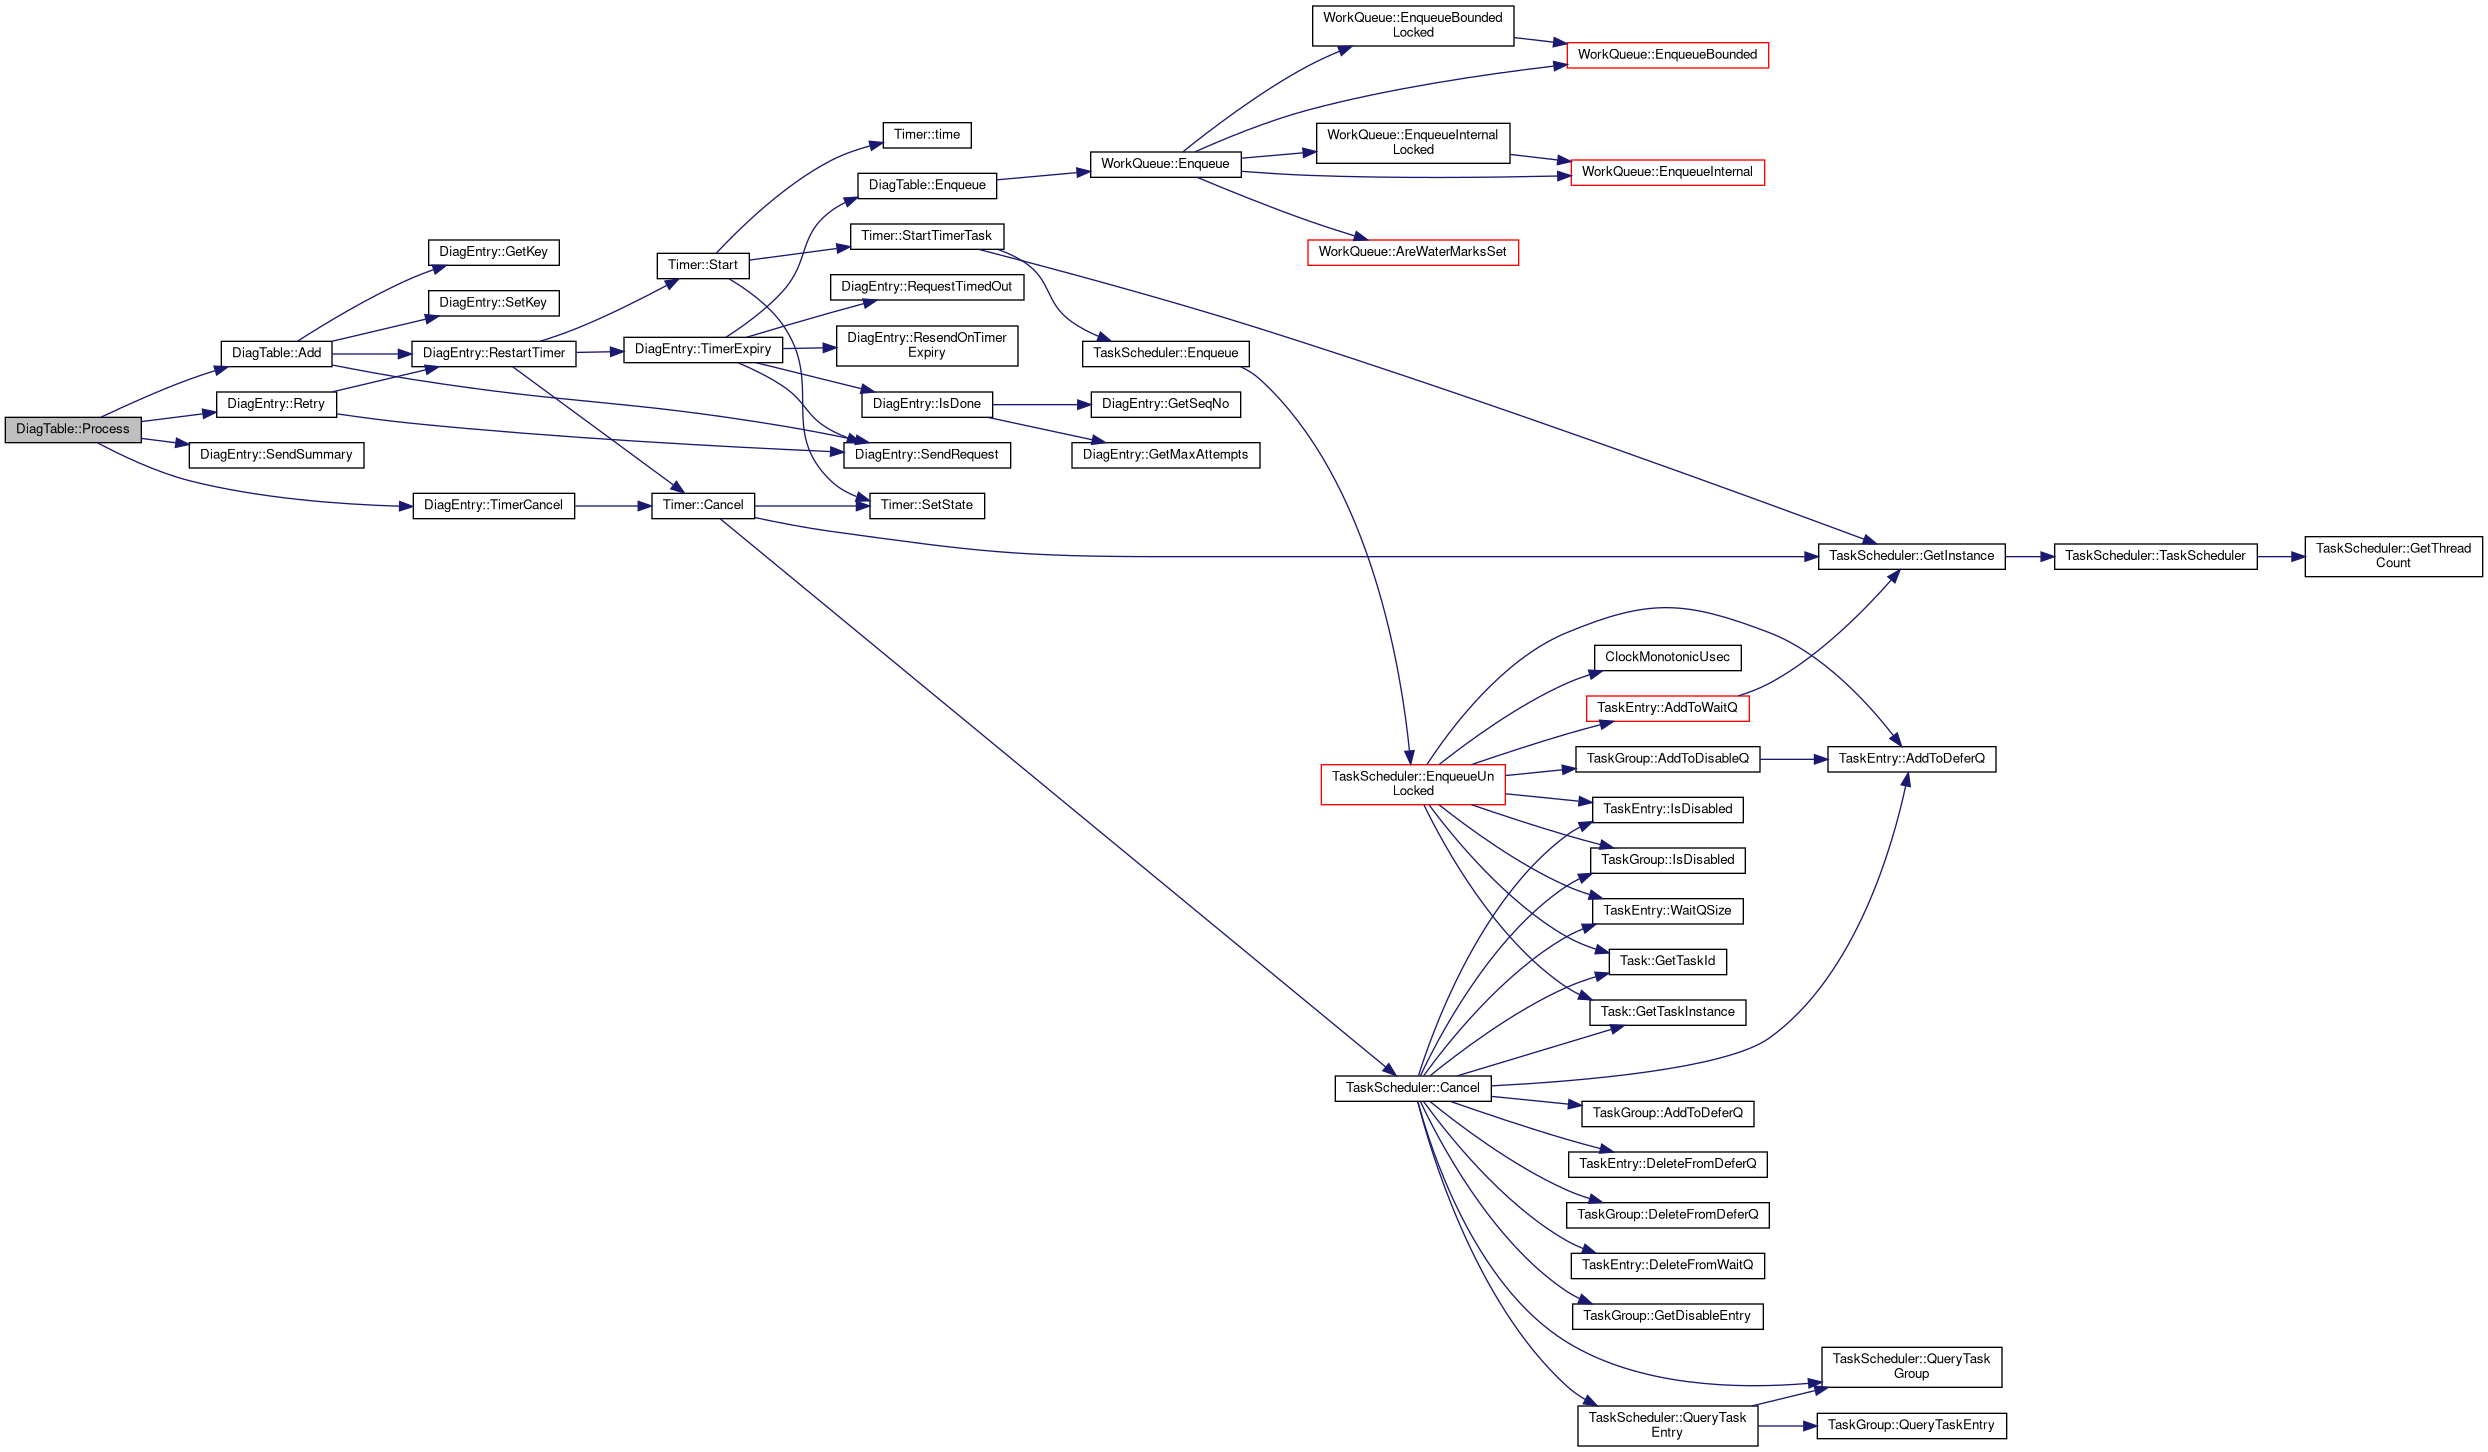 WorkQueue::EnqueueBounded
Locked
WorkQueue::EnqueueBounded
Timer::time
WorkQueue::EnqueueInternal
Locked
WorkQueue::Enqueue
WorkQueue::EnqueueInternal
DiagTable::Enqueue
Timer::StartTimerTask
DiagEntry::GetKey
WorkQueue::AreWaterMarksSet
Timer::Start
DiagEntry::RequestTimedOut
DiagEntry::SetKey
DiagEntry::ResendOnTimer
Expiry
DiagTable::Add
DiagEntry::RestartTimer
DiagEntry::TimerExpiry
TaskScheduler::Enqueue
DiagEntry::Retry
DiagEntry::IsDone
DiagEntry::GetSeqNo
DiagTable::Process
DiagEntry::SendSummary
DiagEntry::SendRequest
DiagEntry::GetMaxAttempts
DiagEntry::TimerCancel
Timer::Cancel
Timer::SetState
TaskScheduler::GetInstance
TaskScheduler::TaskScheduler
TaskScheduler::GetThread
Count
ClockMonotonicUsec
TaskEntry::AddToWaitQ
TaskGroup::AddToDisableQ
TaskEntry::AddToDeferQ
TaskScheduler::EnqueueUn
Locked
TaskEntry::IsDisabled
TaskGroup::IsDisabled
TaskEntry::WaitQSize
Task::GetTaskId
Task::GetTaskInstance
TaskScheduler::Cancel
TaskGroup::AddToDeferQ
TaskEntry::DeleteFromDeferQ
TaskGroup::DeleteFromDeferQ
TaskEntry::DeleteFromWaitQ
TaskGroup::GetDisableEntry
TaskScheduler::QueryTask
Group
TaskScheduler::QueryTask
Entry
TaskGroup::QueryTaskEntry